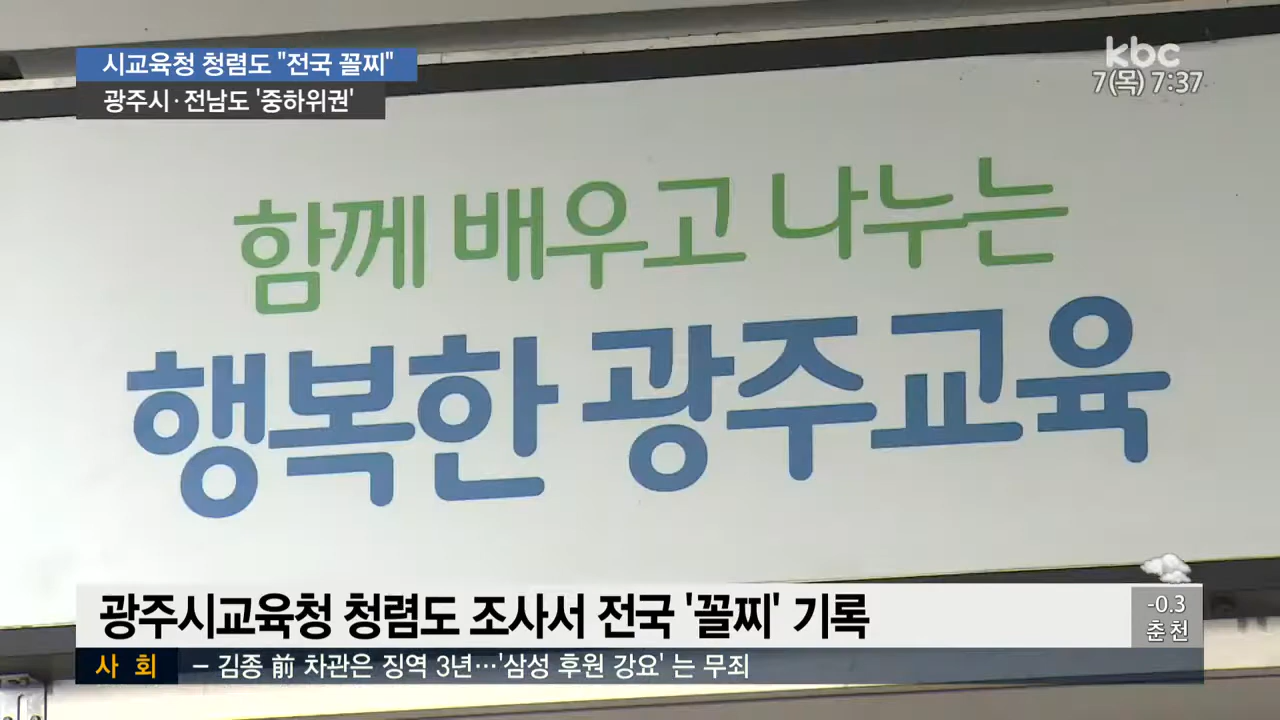 시교육청 청렴도 "전국 꼴찌"
광주시·전남도 '중하위권'
kbc
7(목) 7:37
함께 배우고 나누는
행복한 광주교육
광주시교육청 청렴도 조사서 전국 '꼴찌' 기록
-0.3
춘천
사 회
- 김종 前 차관은 징역 3년…'삼성 후원 강요' 는 무죄